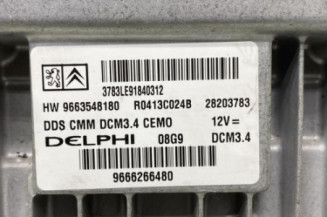 3783LE91840312
HW 9663548180 R0413C024B 28203783
DDS CMM DCM3.4 CEMO 12V=
DELPHI 08G9 DCM3.4
9666266480